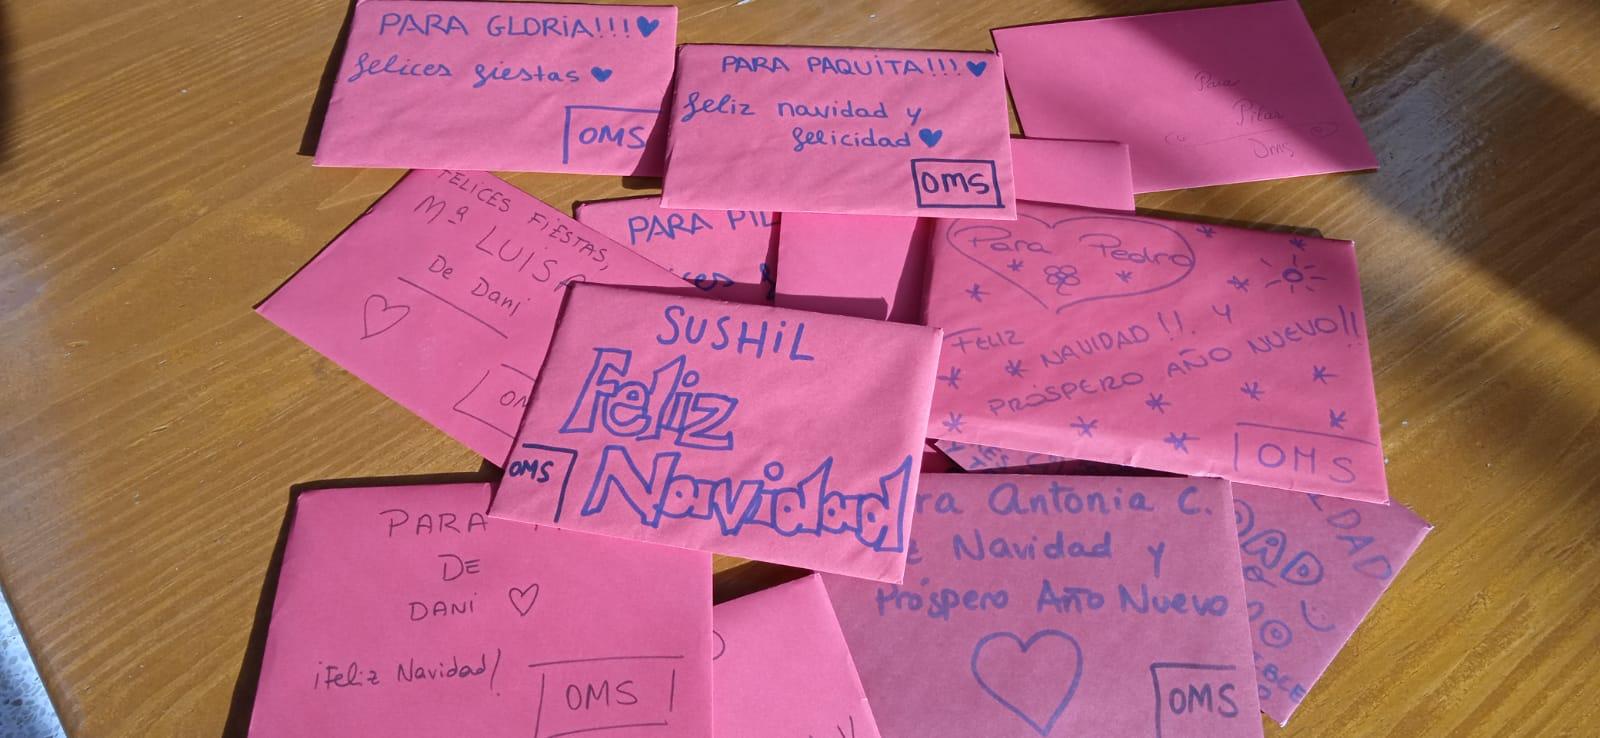 PARA GLORIA!!!♥
felices fiestas ♥
OMS
PARA PAQUITA!!!♥
feliz navidad y
felicidad♥
OMS
Para
Pilar
Oms
FELICES FIESTAS,
Mª LUISA
De Dani
PARA PIL
Para Pedro
FELIZ
NAVIDAD!!. Y
PRÓSPERO AÑO NUEVO!!
OMS
SUSHIL
Feliz
Navidad
OMS
PARA
DE
DANI
¡Feliz Navidad!
OMS
ra Antonia C.
Navidad y
Próspero Año Nuevo
OMS